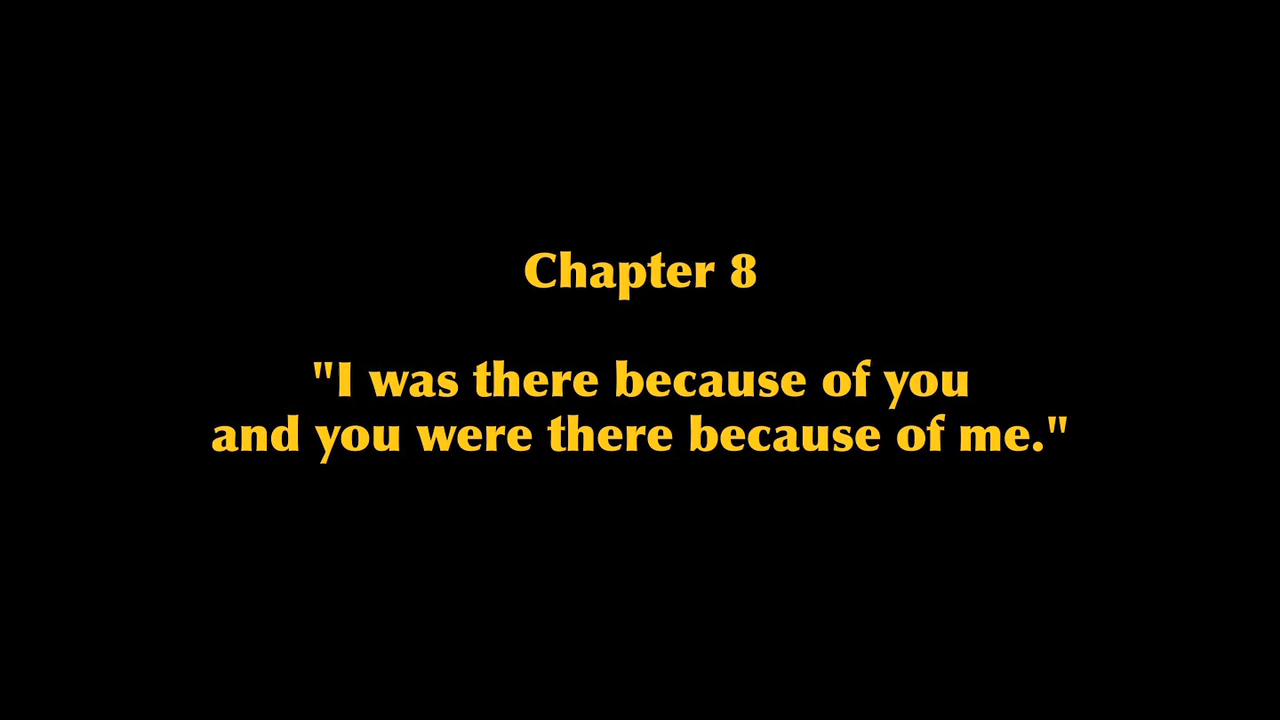 Chapter 8
"I was there because of you
and you were there because of me."